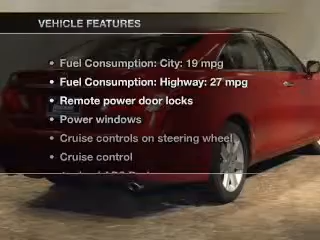 VEHICLE FEATURES
• Fuel Consumption: City: 19 mpg
• Fuel Consumption: Highway: 27 mpg
• Remote power door locks
• Power windows
• Cruise controls on steering wheel
• Cruise control